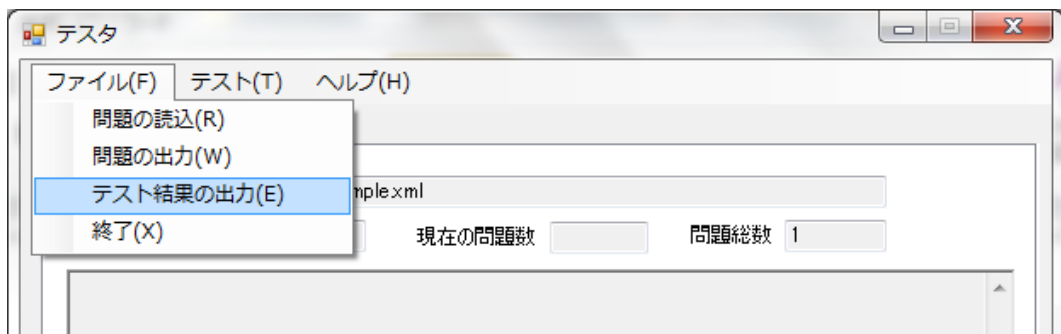 テスタ
ファイル(F) テスト(T) ヘルプ(H)
問題の読込(R)
問題の出力(W)
テスト結果の出力(E)
mple.xml
終了(X)
現在の問題数 問題総数 1